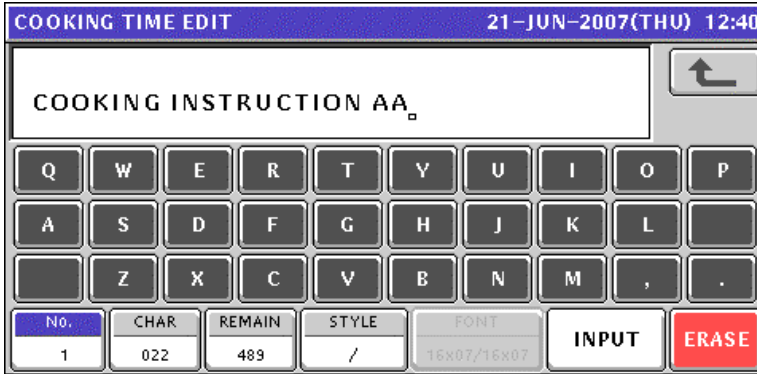 COOKING TIME EDIT 21-JUN-2007(THU) 12:40
COOKING INSTRUCTION AA
Q W E R T Y U I O P
A S D F G H J K L
Z X C V B N M , .
No. CHAR REMAIN STYLE FONT INPUT ERASE
1 022 489 / 16x07/16x07